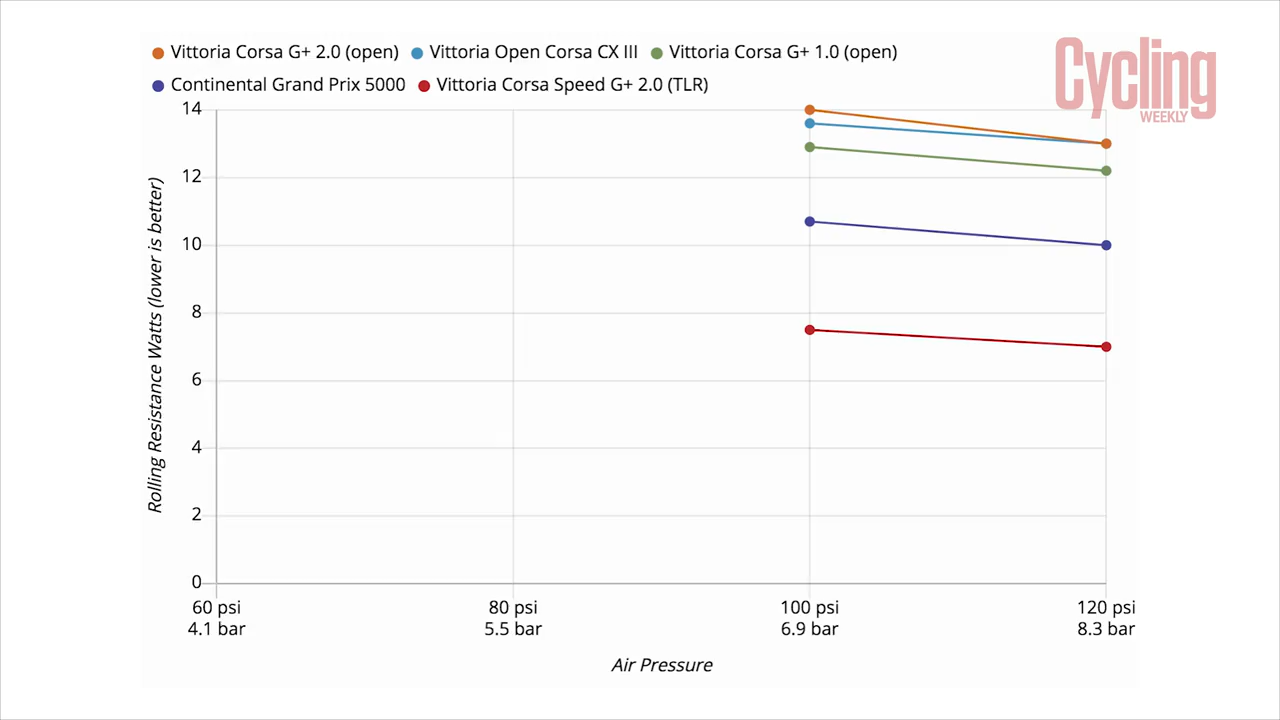 Vittoria Corsa G+ 2.0 (open) Vittoria Open Corsa CX III Vittoria Corsa G+ 1.0 (open)
Continental Grand Prix 5000 Vittoria Corsa Speed G+ 2.0 (TLR)
Cycling
WEEKLY
14
12
10
8
6
4
2
0
Rolling Resistance Watts (lower is better)
60 psi 80 psi 100 psi 120 psi
4.1 bar 5.5 bar 6.9 bar 8.3 bar
Air Pressure